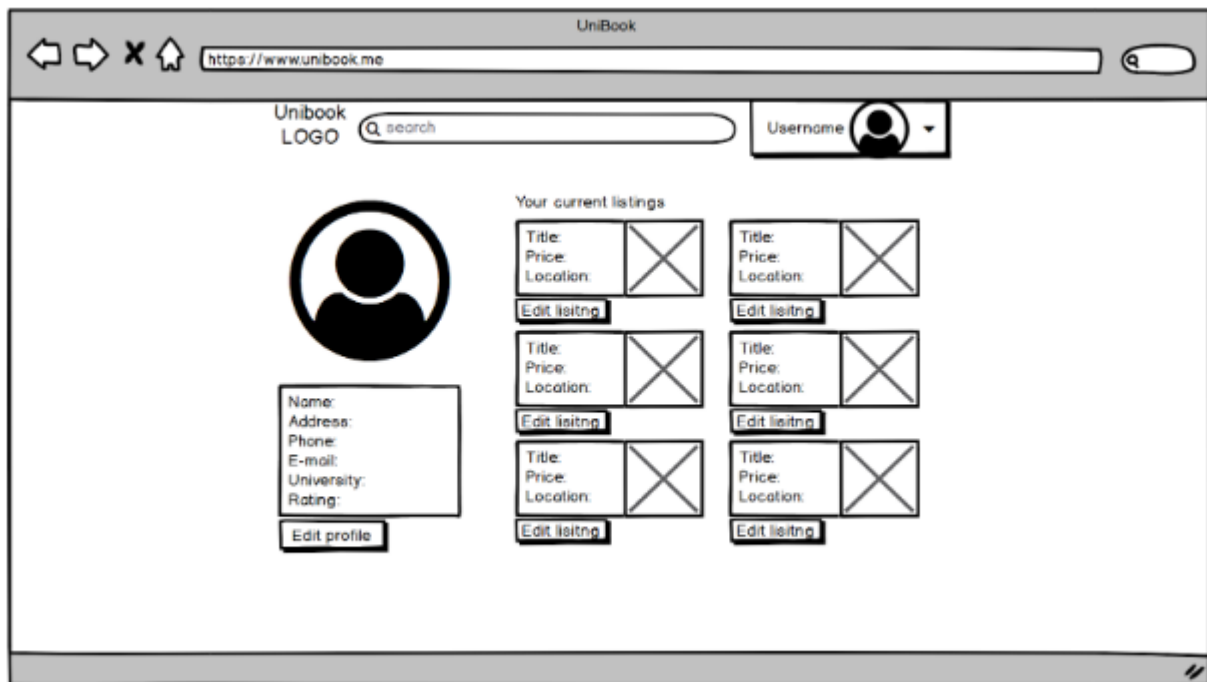 UniBook
https://www.unibook.me
Unibook
LOGO
search
Username
Your current listings
Title:
Price:
Location:
Edit lisitng
Title:
Price:
Location:
Edit lisitng
Title:
Price:
Location:
Edit lisitng
Title:
Price:
Location:
Edit lisitng
Title:
Price:
Location:
Edit lisitng
Title:
Price:
Location:
Edit lisitng
Name:
Address:
Phone:
E-mail:
University:
Rating:
Edit profile